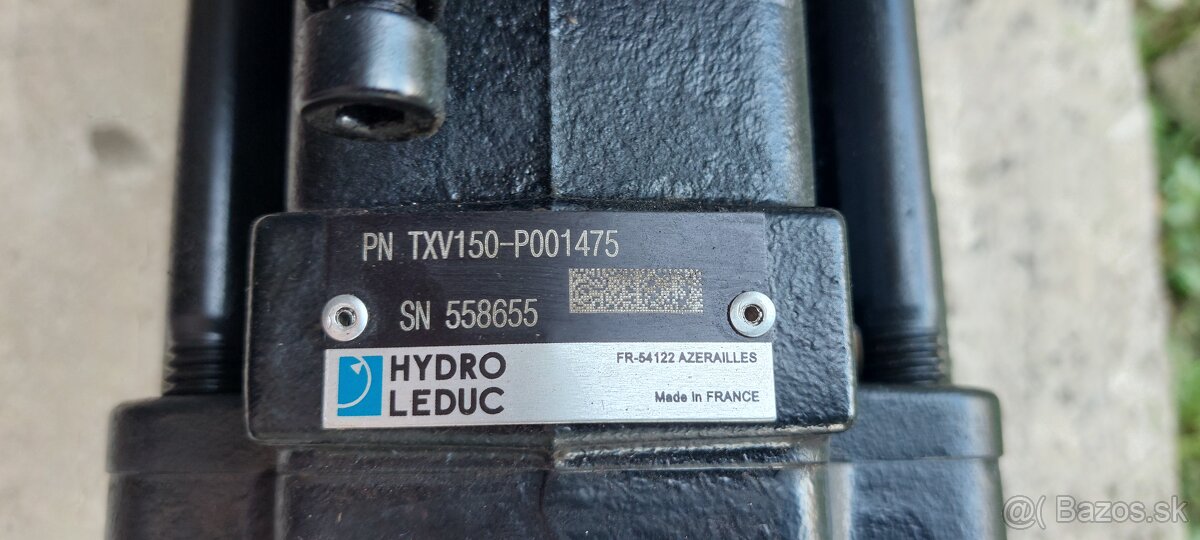 PN TXV150-P001475
SN 558655
HYDRO
LEDUC
FR-54122 AZERAILLES
Made in FRANCE
@( Bazos.sk